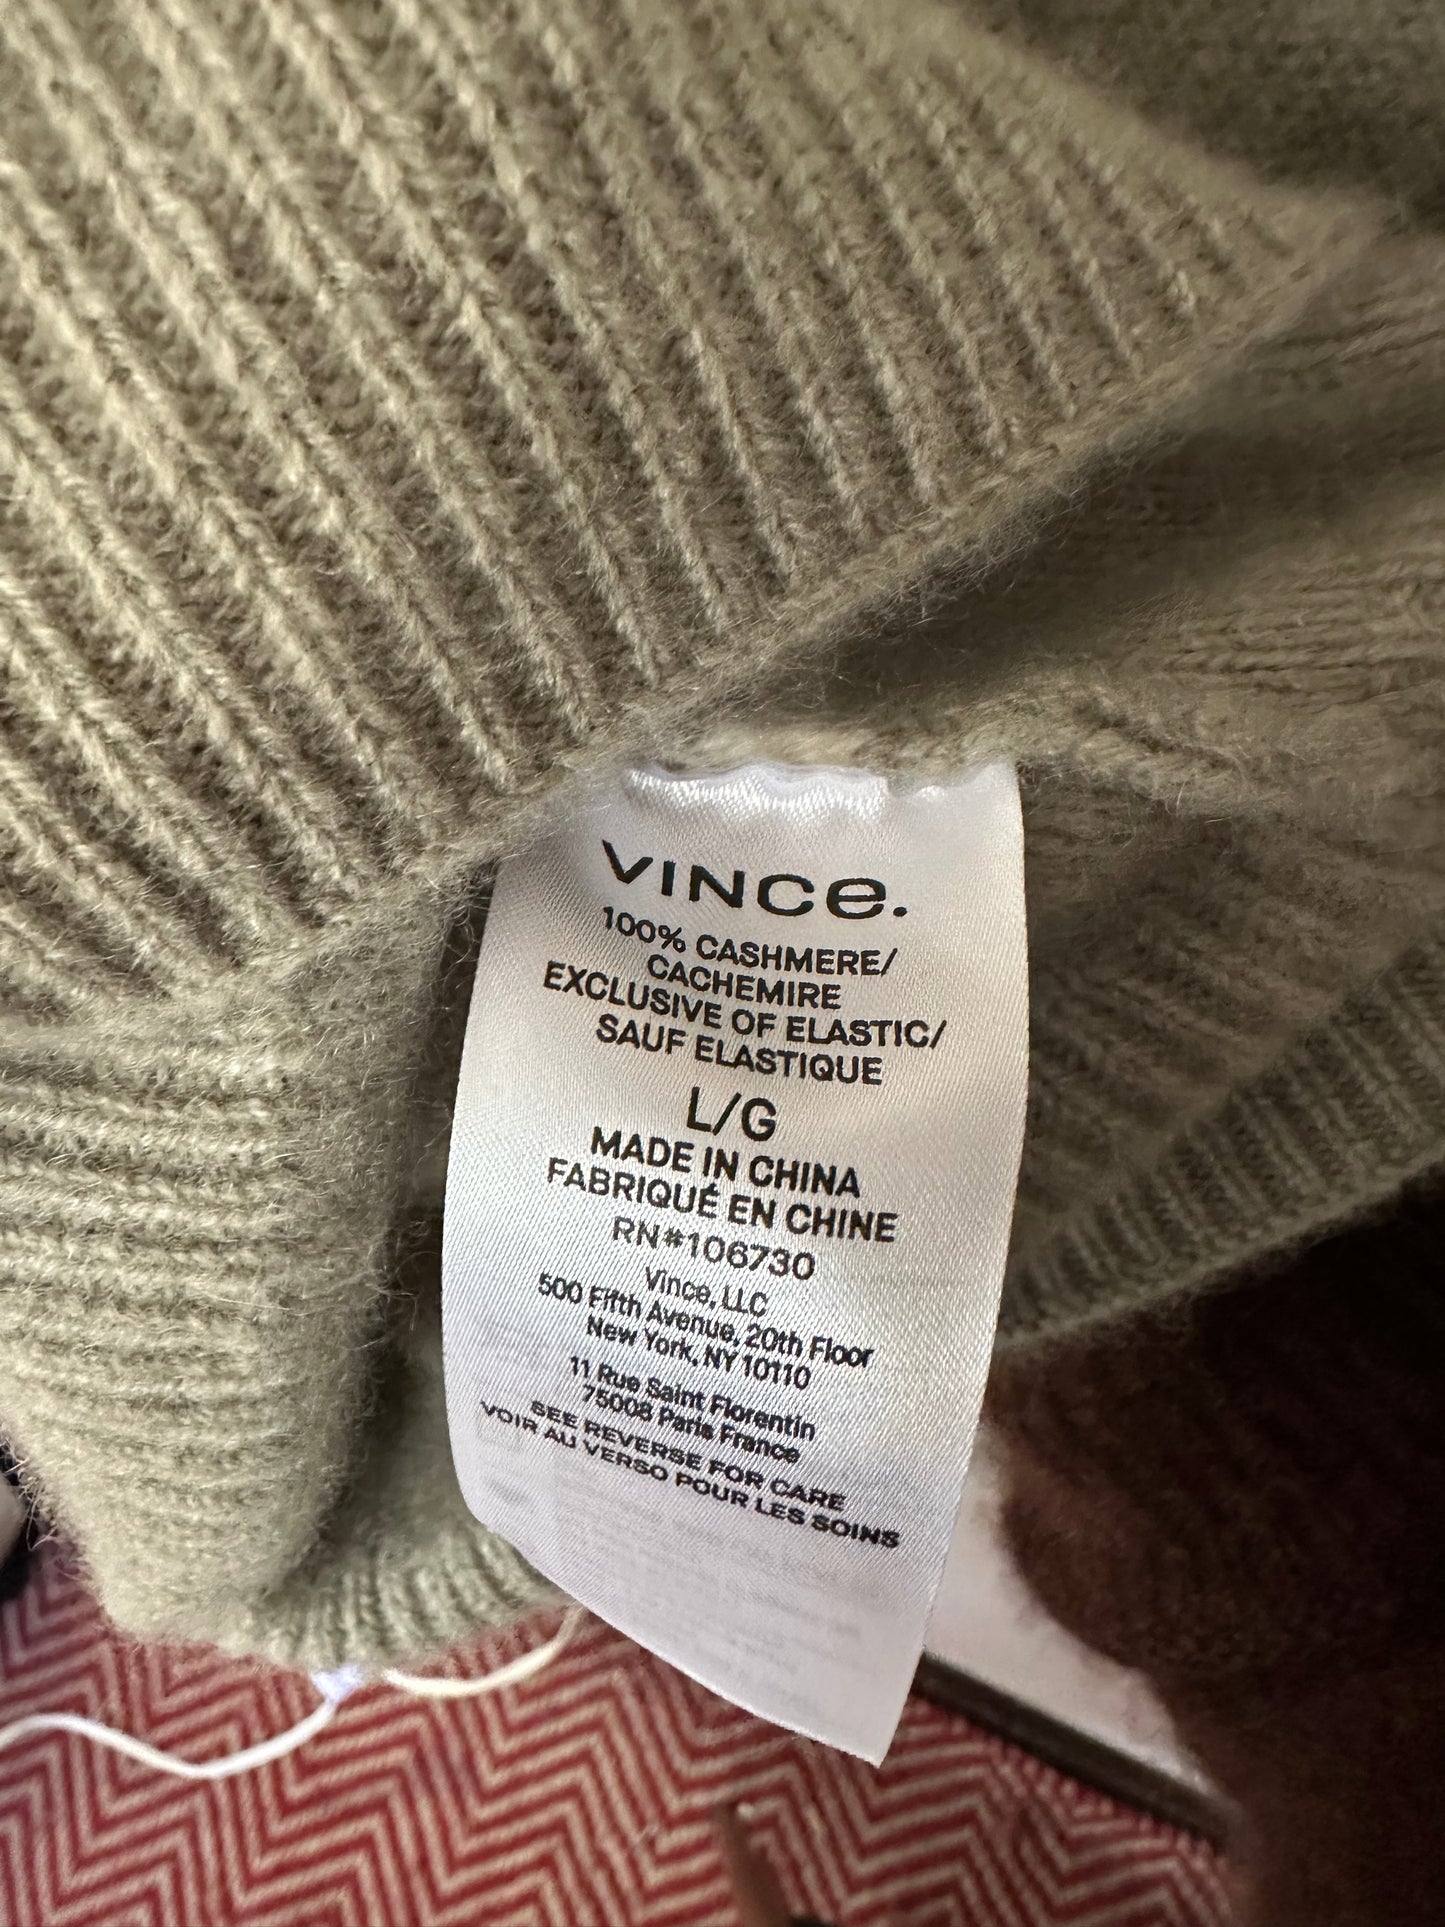 VINCe.
100% CASHMERE/
CACHEMIRE
EXCLUSIVE OF ELASTIC/
SAUF ELASTIQUE
L/G
MADE IN CHINA
FABRIQUÉ EN CHINE
RN#106730
Vince, LLC
500 Fifth Avenue, 20th Floor
New York, NY 10110
11 Rue Saint Florentin
75008 Paris France
SEE REVERSE FOR CARE
VOIR AU VERSO POUR LES SOINS